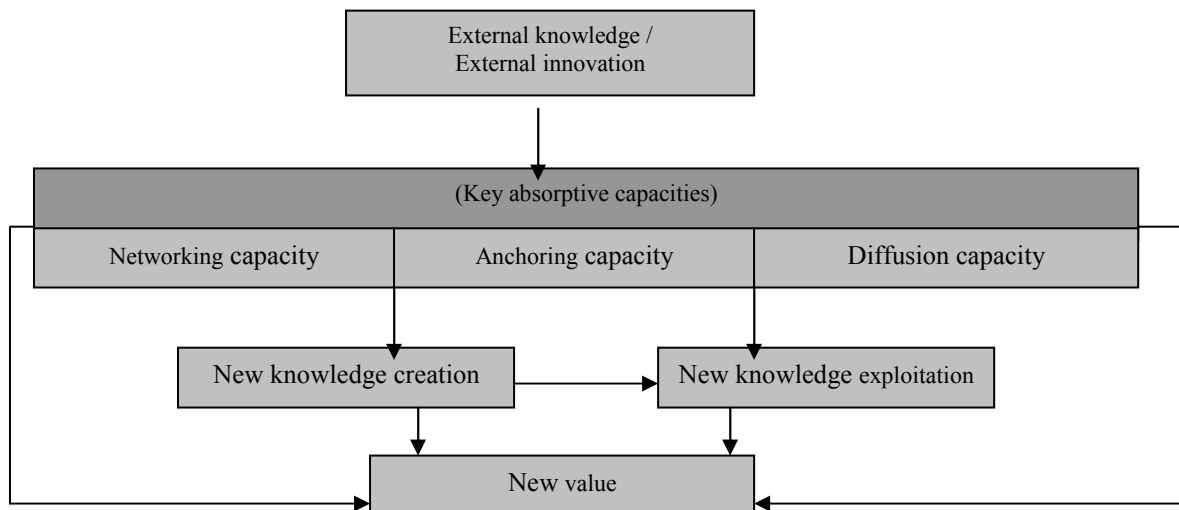 External knowledge /
External innovation
(Key absorptive capacities)
Networking capacity
Anchoring capacity
Diffusion capacity
New knowledge creation
New knowledge exploitation
New value